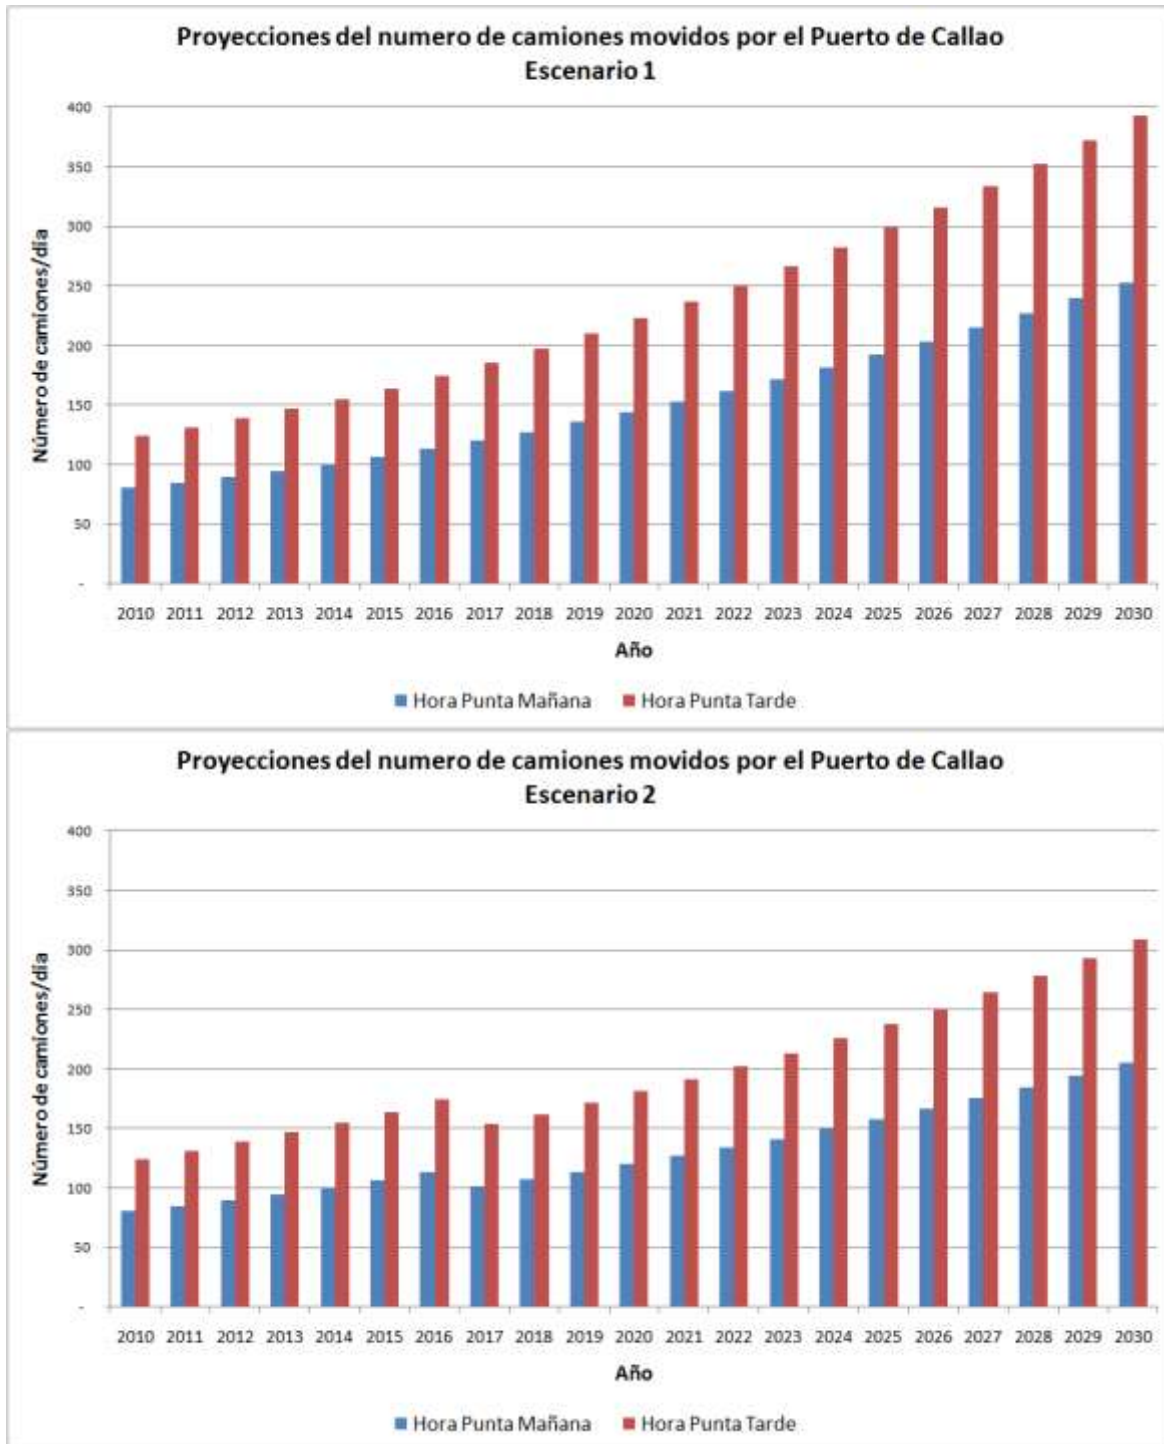 Proyecciones del numero de camiones movidos por el Puerto de Callao
Escenario 1
400
350
300
250
200
150
100
50
-
Número de camiones/día
2010 2011 2012 2013 2014 2015 2016 2017 2018 2019 2020 2021 2022 2023 2024 2025 2026 2027 2028 2029 2030
Año
Hora Punta Mañana Hora Punta Tarde
Proyecciones del numero de camiones movidos por el Puerto de Callao
Escenario 2
400
350
300
250
200
150
100
50
-
Número de camiones/día
2010 2011 2012 2013 2014 2015 2016 2017 2018 2019 2020 2021 2022 2023 2024 2025 2026 2027 2028 2029 2030
Año
Hora Punta Mañana Hora Punta Tarde